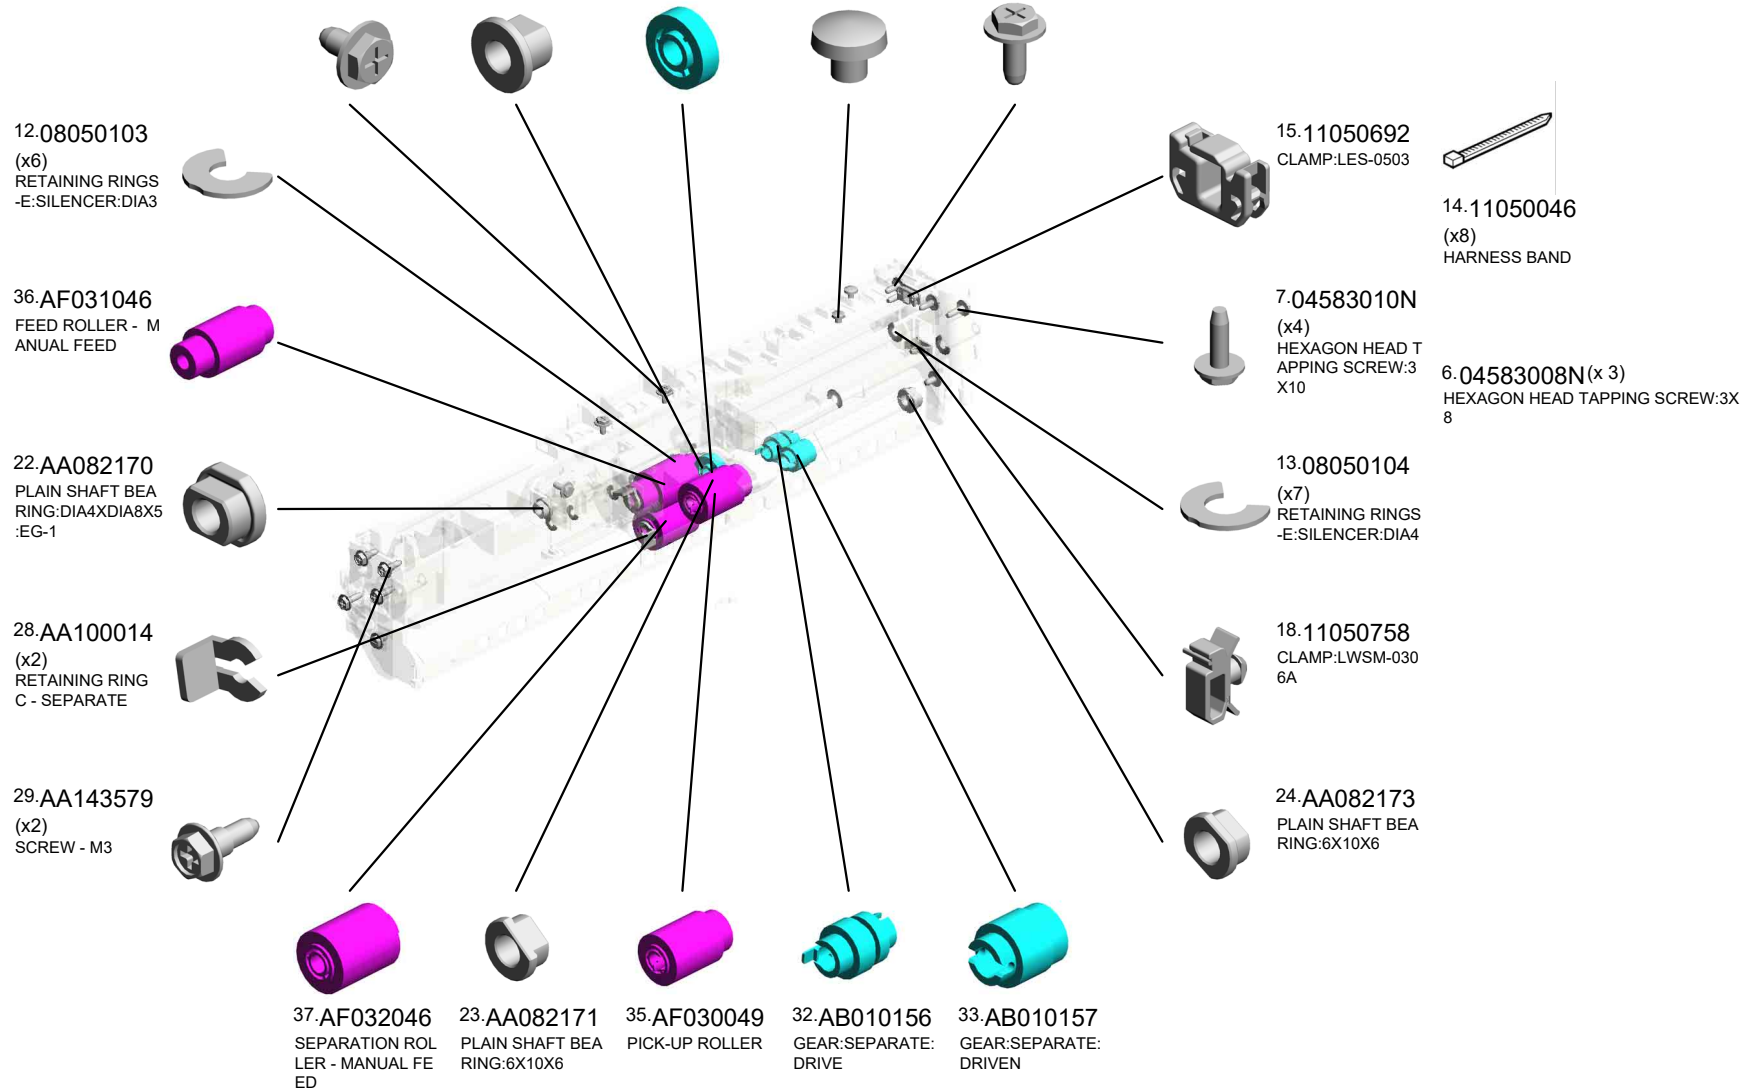 12.08050103
(x6)
RETAINING RINGS
-E:SILENCER:DIA3
36.AF031046
FEED ROLLER - M
ANUAL FEED
22.AA082170
PLAIN SHAFT BEA
RING:DIA4XDIA8X5
:EG-1
28.AA100014
(x2)
RETAINING RING
C - SEPARATE
29.AA143579
(x2)
SCREW - M3
37.AF032046
SEPARATION ROL
LER - MANUAL FE
ED
23.AA082171
PLAIN SHAFT BEA
RING:6X10X6
35.AF030049
PICK-UP ROLLER
32.AB010156
GEAR:SEPARATE:
DRIVE
33.AB010157
GEAR:SEPARATE:
DRIVEN
15.11050692
CLAMP:LES-0503
14.11050046
(x8)
HARNESS BAND
7.04583010N
(x4)
HEXAGON HEAD T
APPING SCREW:3
X10
6.04583008N(x 3)
HEXAGON HEAD TAPPING SCREW:3X
8
13.08050104
(x7)
RETAINING RINGS
-E:SILENCER:DIA4
18.11050758
CLAMP:LWSM-030
6A
24.AA082173
PLAIN SHAFT BEA
RING:6X10X6